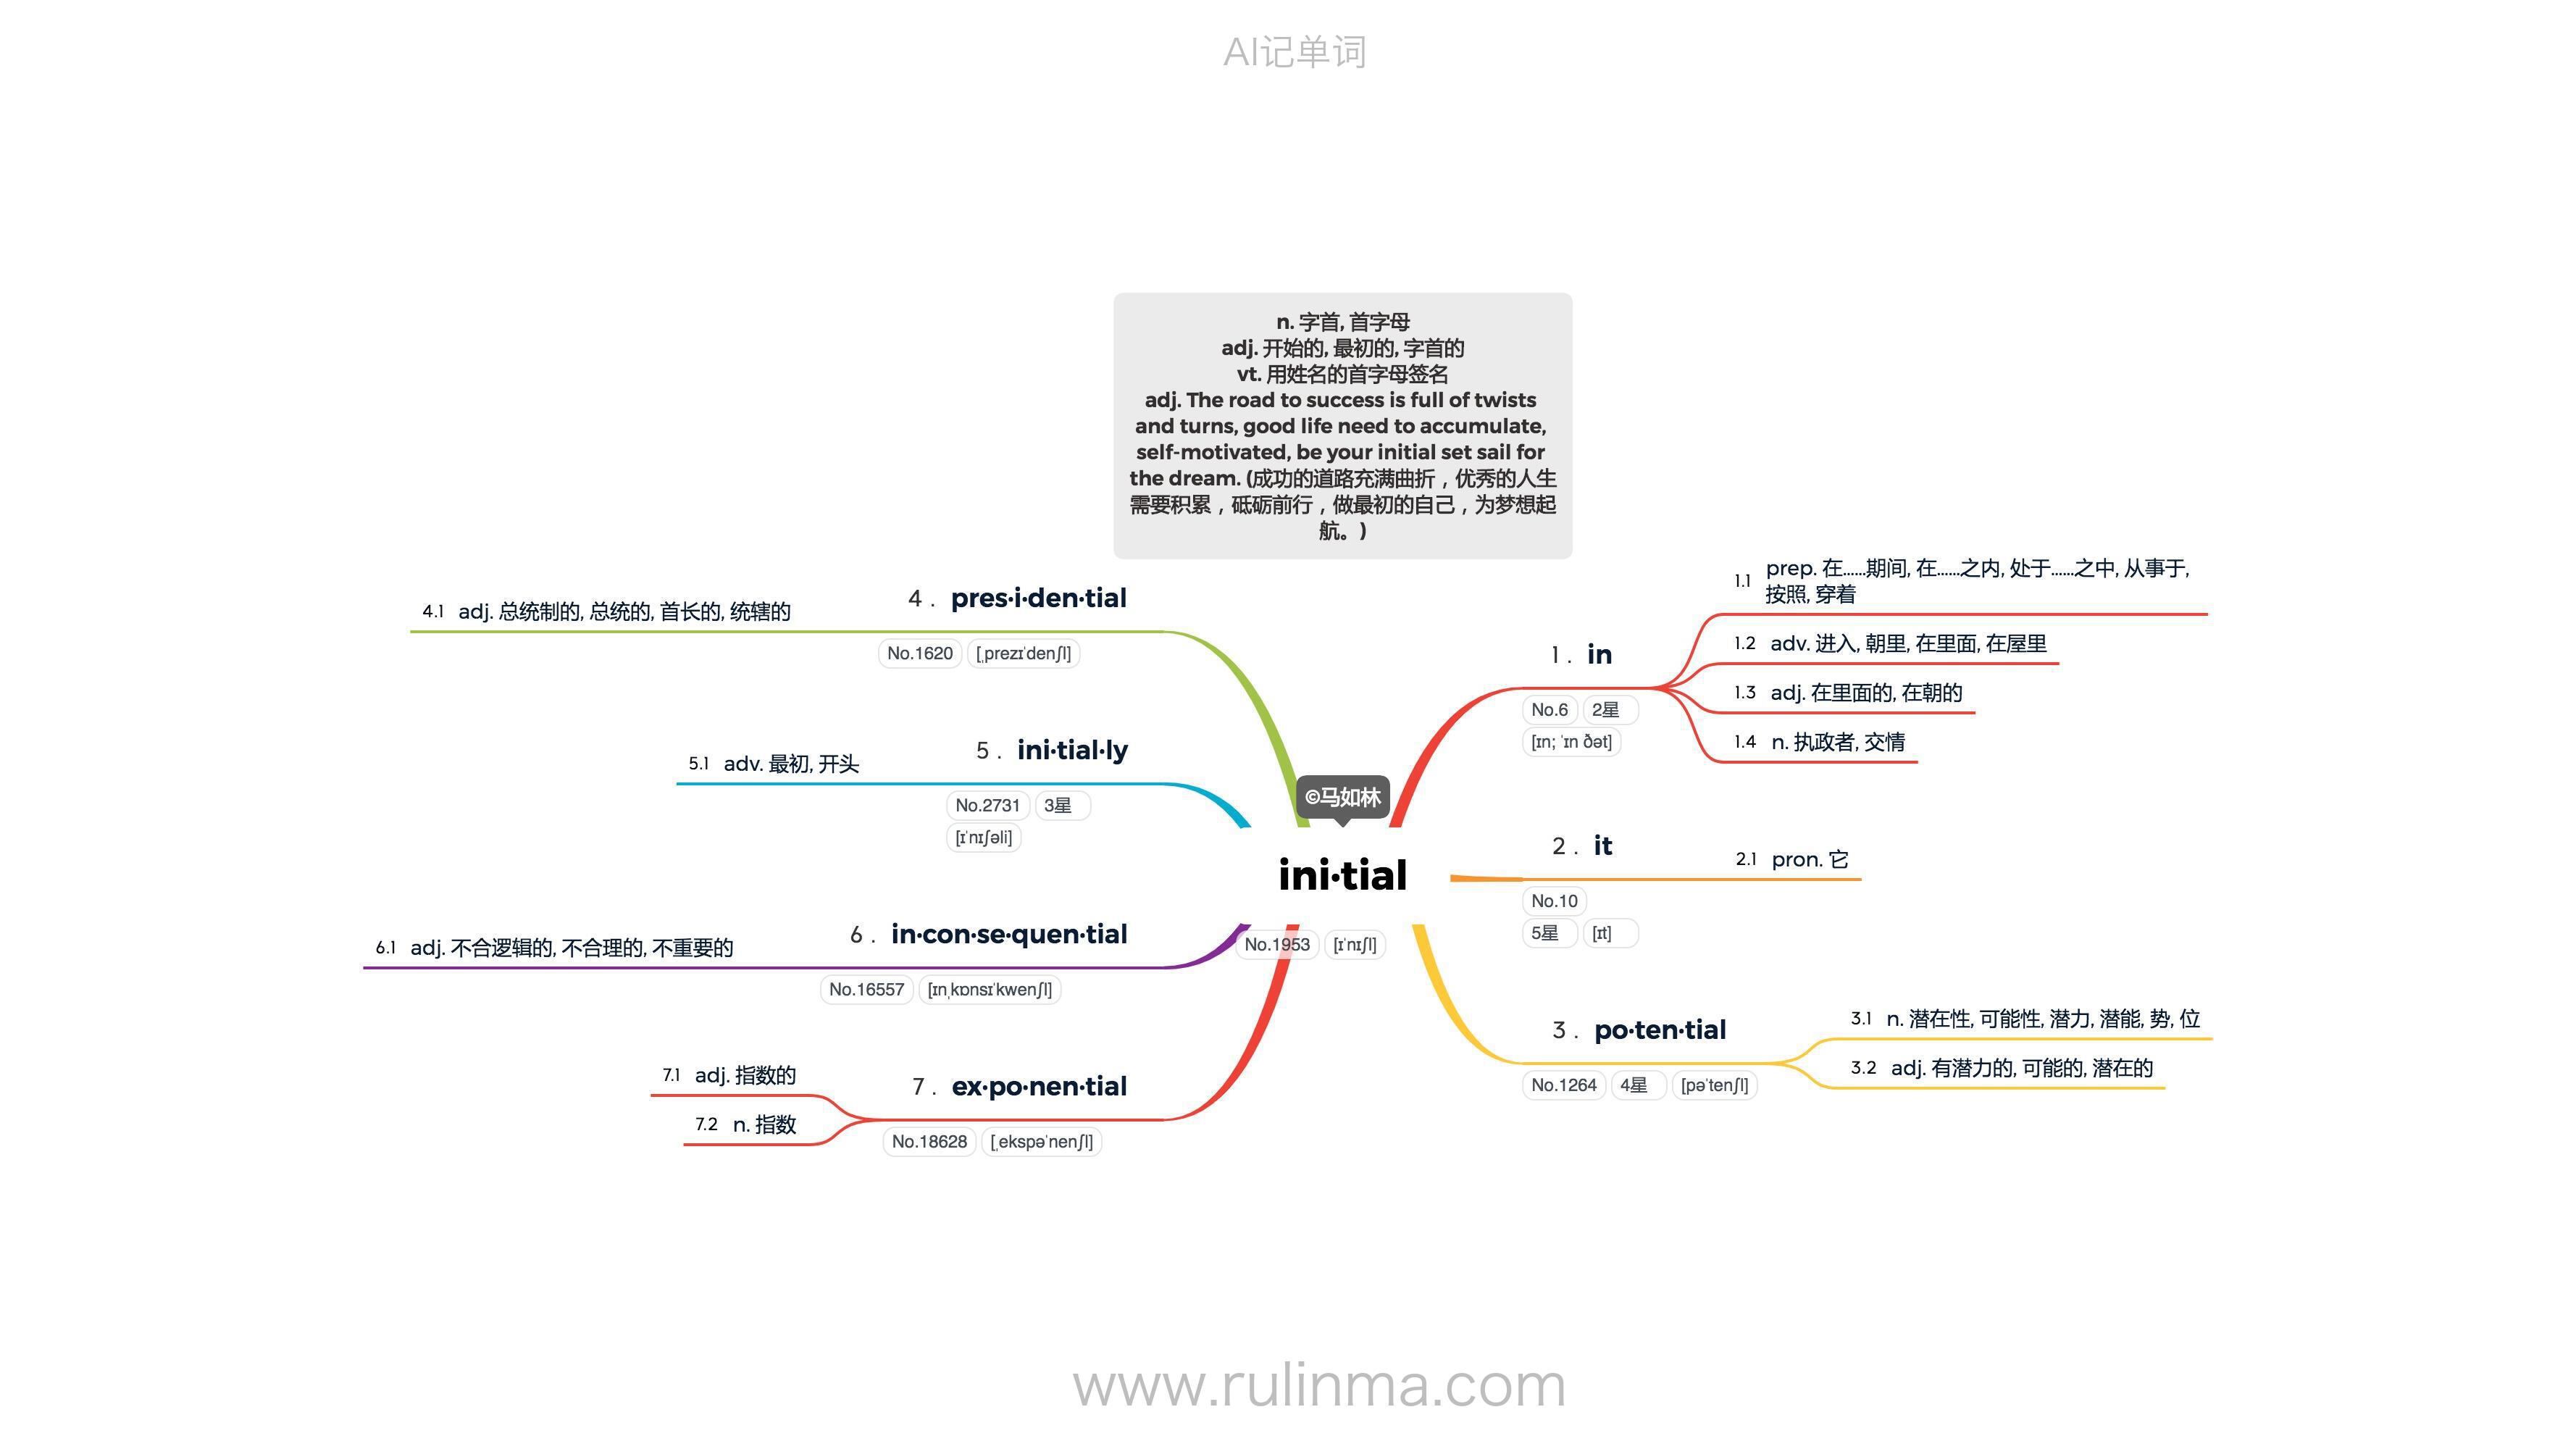 AI记单词
n. 字首, 首字母
adj. 开始的, 最初的, 字首的
vt. 用姓名的首字母签名
adj. The road to success is full of twists
and turns, good life need to accumulate,
self-motivated, be your initial set sail for
the dream. (成功的道路充满曲折，优秀的人生
需要积累，砥砺前行，做最初的自己，为梦想起
航。)
©马如林
ini·tial
No.1953 [ɪˈnɪʃl]
1 . in
No.6 2星
[ɪn; ˈɪn ðət]
1.1 prep. 在……期间, 在……之内, 处于……之中, 从事于,
按照, 穿着
1.2 adv. 进入, 朝里, 在里面, 在屋里
1.3 adj. 在里面的, 在朝的
1.4 n. 执政者, 交情
2 . it
No.10
5星 [ɪt]
2.1 pron. 它
3 . po·ten·tial
No.1264 4星 [pəˈtenʃl]
3.1 n. 潜在性, 可能性, 潜力, 潜能, 势, 位
3.2 adj. 有潜力的, 可能的, 潜在的
4 . pres·i·den·tial
No.1620 [ˌprezɪˈdenʃl]
4.1 adj. 总统制的, 总统的, 首长的, 统辖的
5 . ini·tial·ly
No.2731 3星
[ɪˈnɪʃəli]
5.1 adv. 最初, 开头
6 . in·con·se·quen·tial
No.16557 [ɪnˌkɒnsɪˈkwenʃl]
6.1 adj. 不合逻辑的, 不合理的, 不重要的
7 . ex·po·nen·tial
No.18628 [ˌekspəˈnenʃl]
7.1 adj. 指数的
7.2 n. 指数
www.rulinma.com